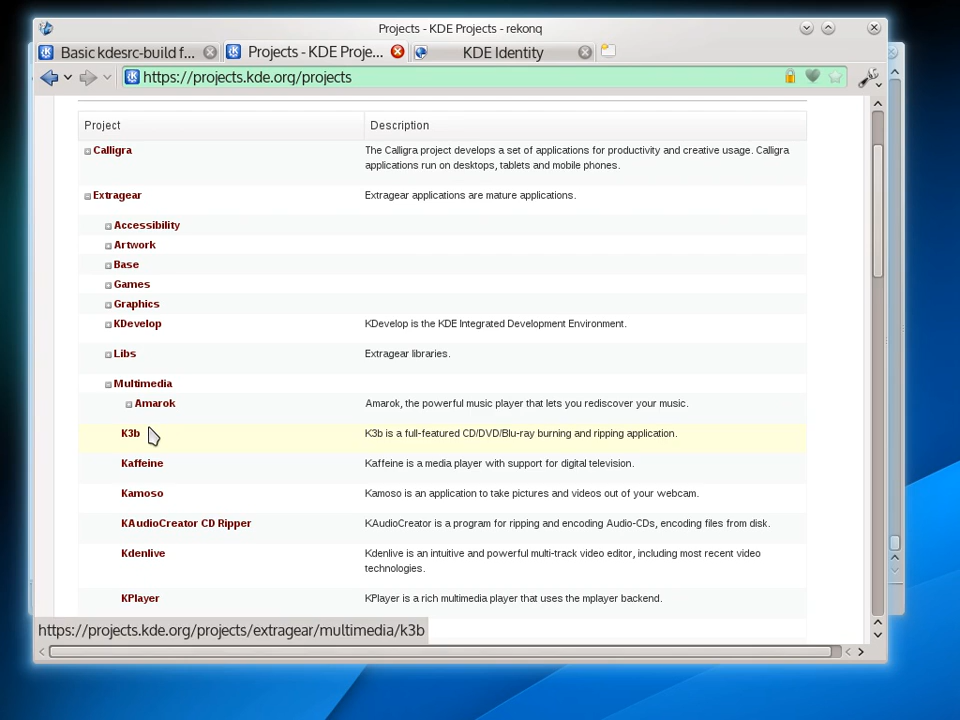 Projects - KDE Projects - rekonq
Basic kdesrc-build f...
Projects - KDE Proje...
KDE Identity
https://projects.kde.org/projects
Project Description
Calligra The Calligra project develops a set of applications for productivity and creative usage. Calligra
applications run on desktops, tablets and mobile phones.
Extragear Extragear applications are mature applications.
Accessibility
Artwork
Base
Games
Graphics
KDevelop KDevelop is the KDE Integrated Development Environment.
Libs Extragear libraries.
Multimedia
Amarok Amarok, the powerful music player that lets you rediscover your music.
K3b K3b is a full-featured CD/DVD/Blu-ray burning and ripping application.
Kaffeine Kaffeine is a media player with support for digital television.
Kamoso Kamoso is an application to take pictures and videos out of your webcam.
KAudioCreator CD Ripper KAudioCreator is a program for ripping and encoding Audio-CDs, encoding files from disk.
Kdenlive Kdenlive is an intuitive and powerful multi-track video editor, including most recent video
technologies.
KPlayer KPlayer is a rich multimedia player that uses the mplayer backend.
https://projects.kde.org/projects/extragear/multimedia/k3b